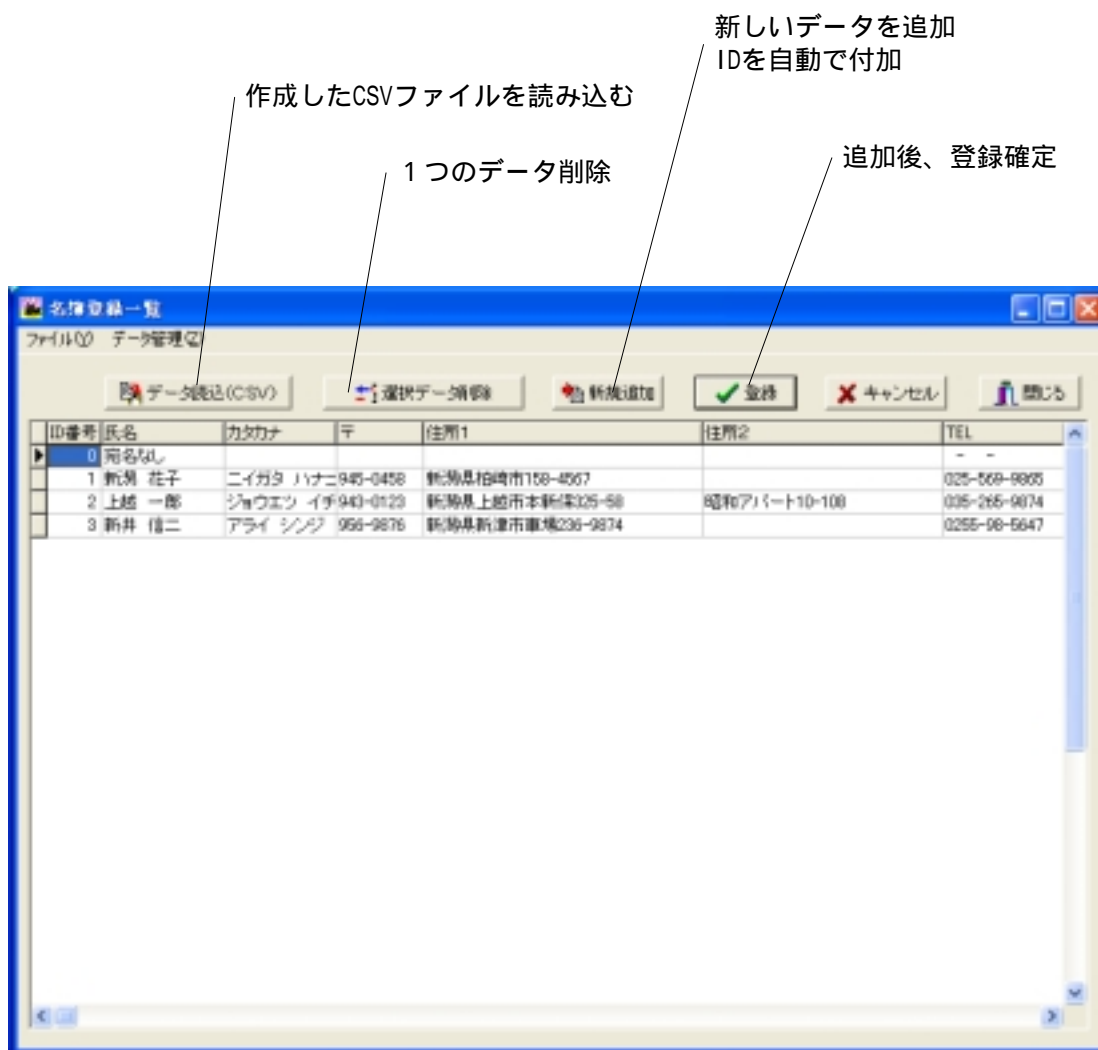 新しいデータを追加
IDを自動で付加
作成したCSVファイルを読み込む
追加後、登録確定
１つのデータ削除
名簿登録一覧
ファイル(Y) データ管理(Z)
データ読込(CSV) 選択データ削除 新規追加 登録 キャンセル 閉じる
ID番号 氏名 カタカナ 〒 住所1 住所2 TEL
0 宛名なし - -
1 新潟 花子 ニイガタ ハナニ 945-0458 新潟県柏崎市158-4567 025-569-9865
2 上越 一郎 ジョウエツ イチ 943-0123 新潟県上越市本新保325-58 昭和アパート10-108 035-265-9874
3 新井 信二 アライ シンジ 956-9876 新潟県新津市車場236-9874 0255-98-5647